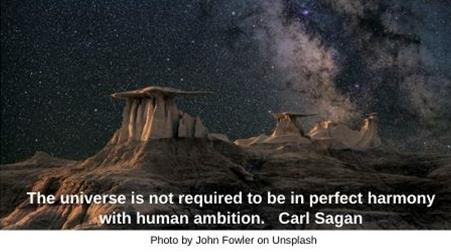 The universe is not required to be in perfect harmony
with human ambition.   Carl Sagan
Photo by John Fowler on Unsplash